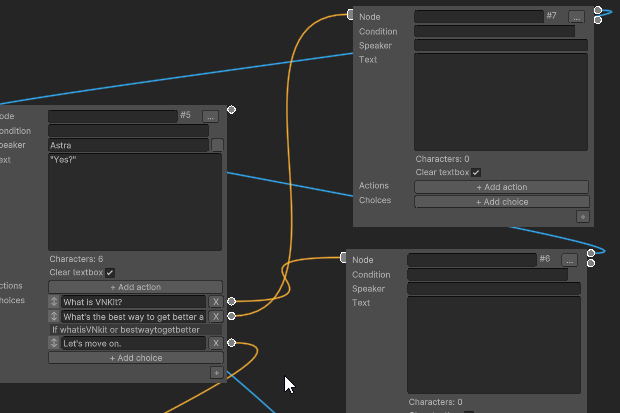 ode #5 ...
ondition
peaker Astra
ext "Yes?"
Characters: 6
Clear textbox
ctions + Add action
hoices What is VNKit? X
What's the best way to get better a X
If whatisVNkit or bestwaytogetbetter
Let's move on. X
+ Add choice
+
Node #7 ...
Condition
Speaker
Text
Characters: 0
Clear textbox
Actions + Add action
Choices + Add choice
+
Node #6 ...
Condition
Speaker
Text
Characters: 0